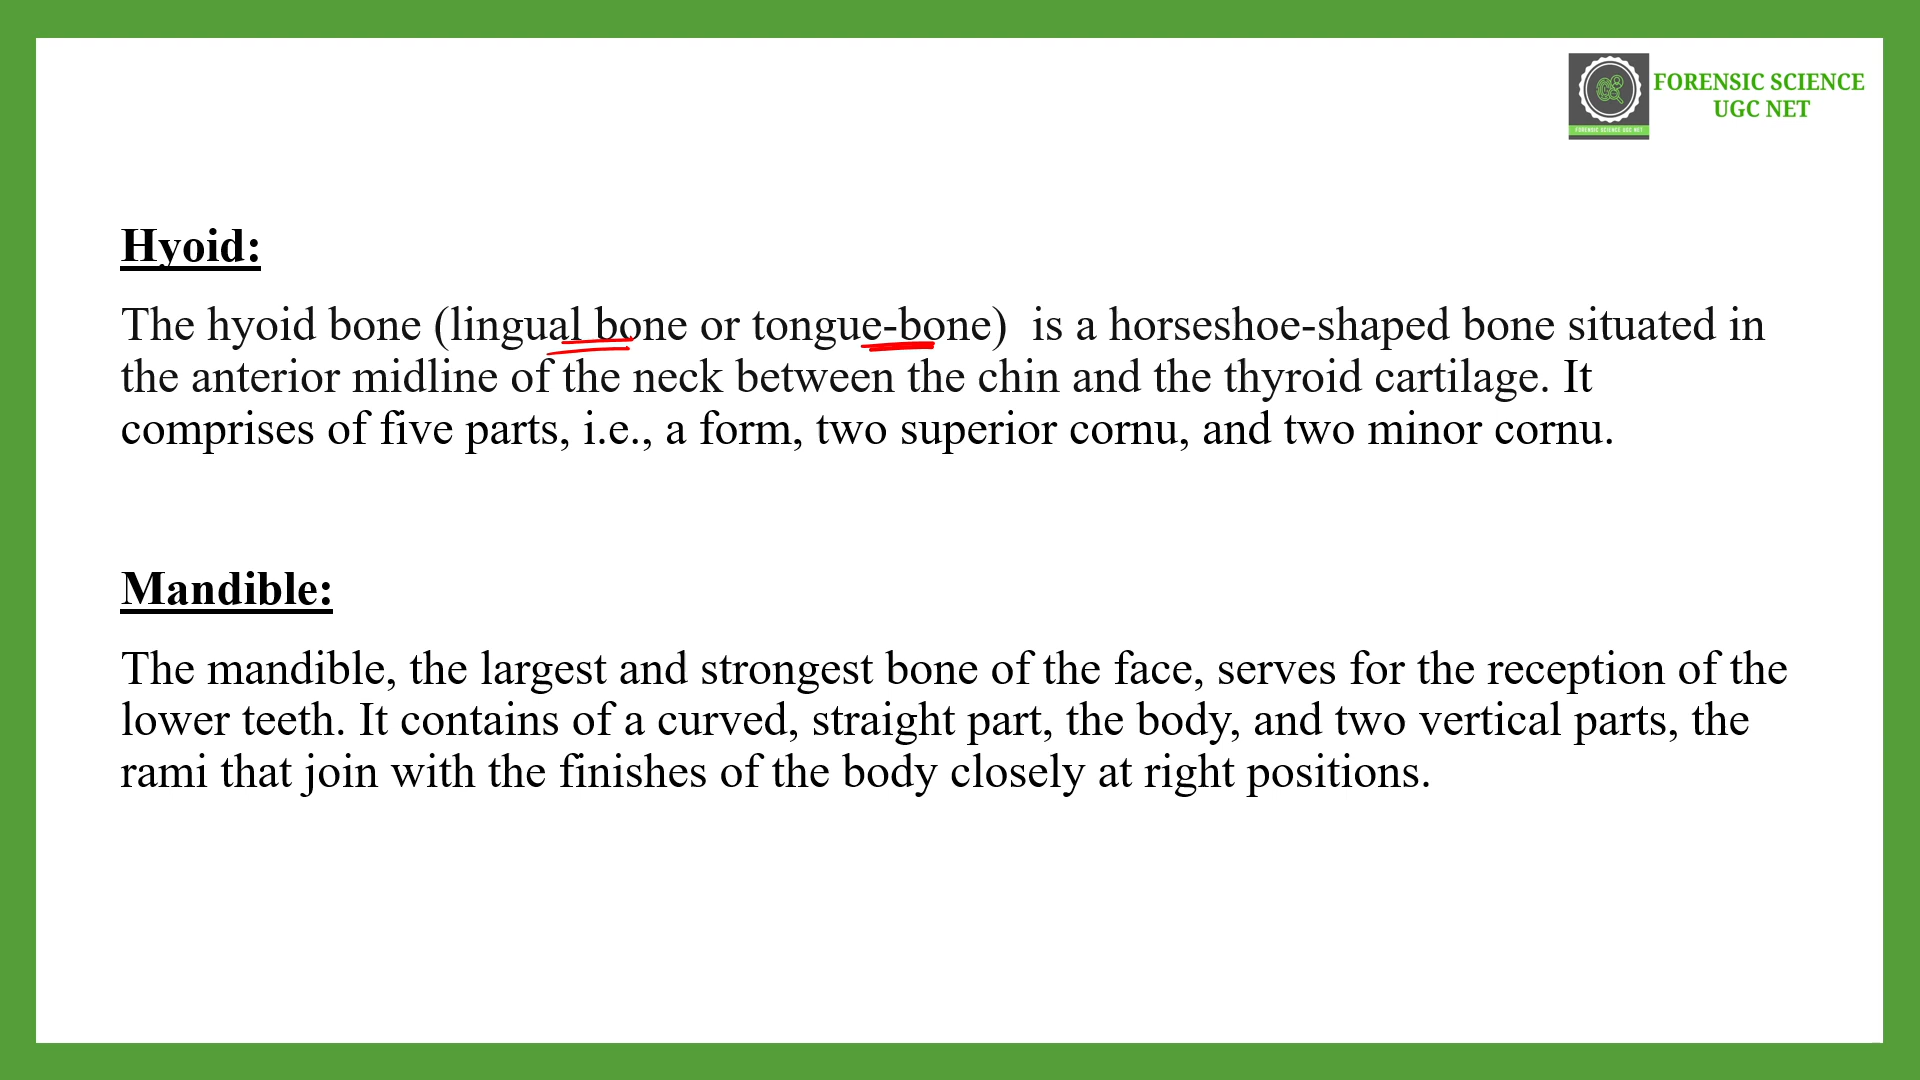 FORENSIC SCIENCE
UGC NET
FORENSIC SCIENCE UGC NET
Hyoid:
The hyoid bone (lingual bone or tongue-bone)  is a horseshoe-shaped bone situated in
the anterior midline of the neck between the chin and the thyroid cartilage. It
comprises of five parts, i.e., a form, two superior cornu, and two minor cornu.
Mandible:
The mandible, the largest and strongest bone of the face, serves for the reception of the
lower teeth. It contains of a curved, straight part, the body, and two vertical parts, the
rami that join with the finishes of the body closely at right positions.